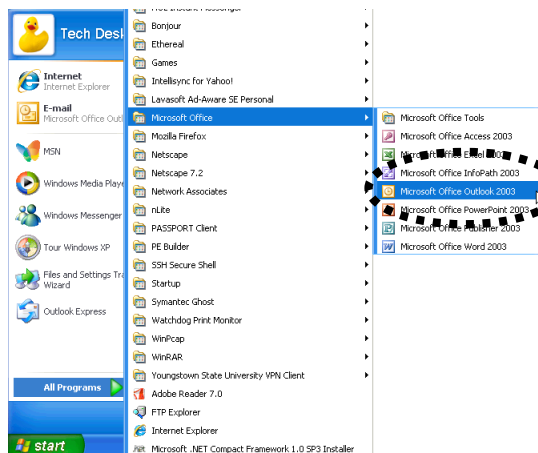 Tech Desk
Internet
Internet Explorer
E-mail
Microsoft Office Outl
MSN
Windows Media Playe
Windows Messenger
Tour Windows XP
Files and Settings Tra
Wizard
Outlook Express
All Programs
start
Bonjour
Ethereal
Games
Intellisync for Yahoo!
Lavasoft Ad-Aware SE Personal
Microsoft Office
Mozilla Firefox
Netscape
Netscape 7.2
Network Associates
nLite
PASSPORT Client
PE Builder
SSH Secure Shell
Startup
Symantec Ghost
Watchdog Print Monitor
WinPcap
WinRAR
Youngstown State University VPN Client
Adobe Reader 7.0
FTP Explorer
Internet Explorer
Microsoft .NET Compact Framework 1.0 SP3 Installer
Microsoft Office Tools
Microsoft Office Access 2003
Microsoft Office Excel 2003
Microsoft Office InfoPath 2003
Microsoft Office Outlook 2003
Microsoft Office PowerPoint 2003
Microsoft Office Publisher 2003
Microsoft Office Word 2003